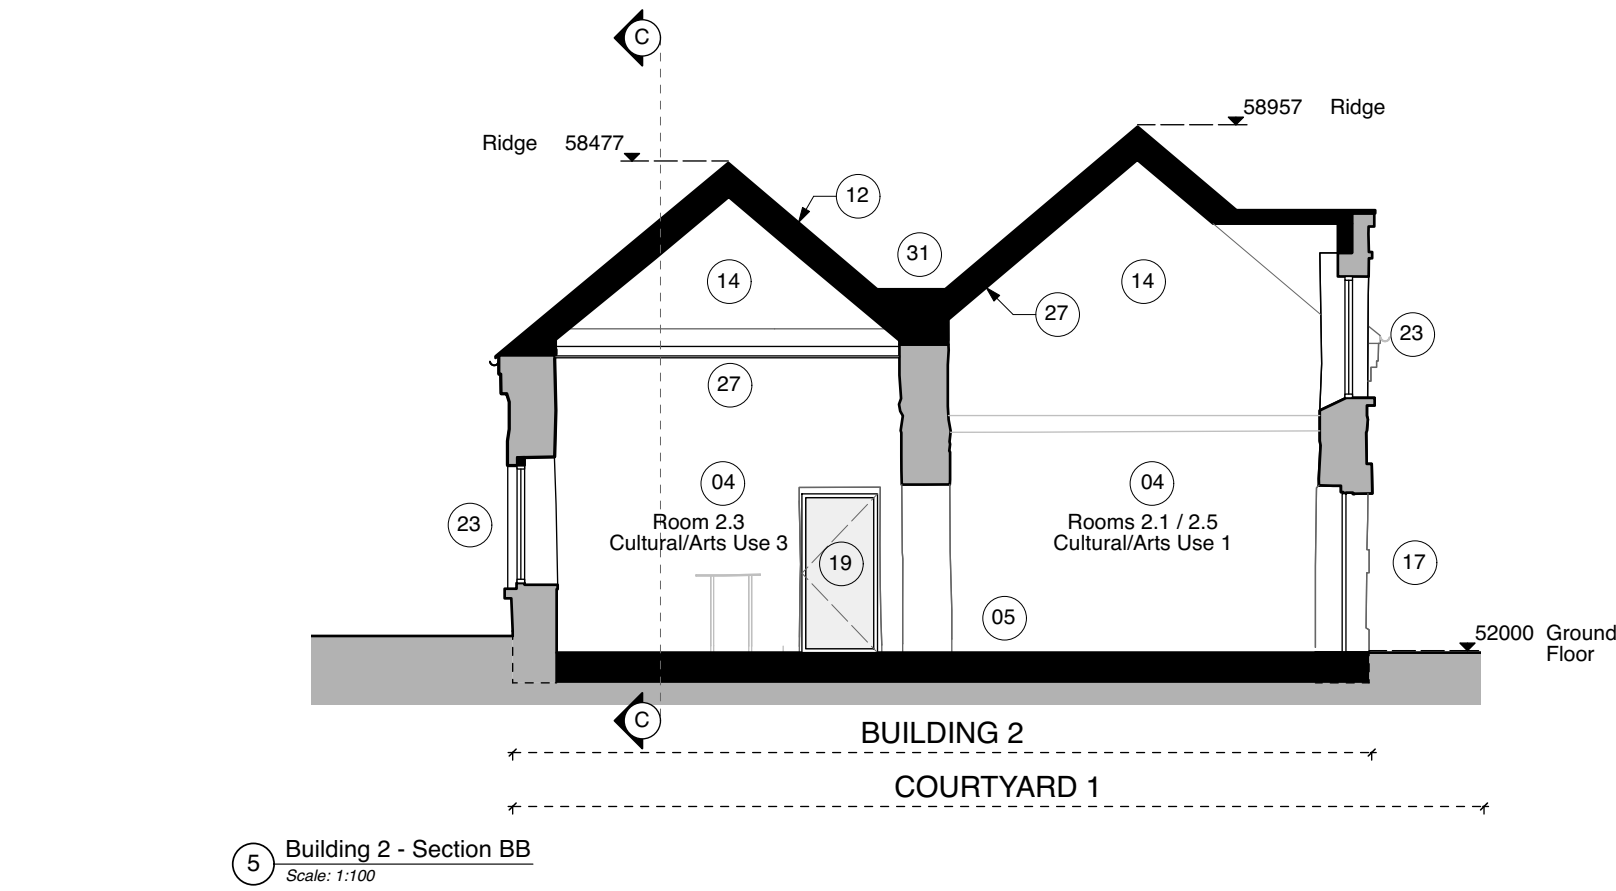 C
58957 Ridge
Ridge 58477
12
31
14
14
27
23
27
04
04
23
Room 2.3
Cultural/Arts Use 3
Rooms 2.1 / 2.5
Cultural/Arts Use 1
19
17
05
52000 Ground
Floor
C
BUILDING 2
COURTYARD 1
5
Building 2 - Section BB
Scale: 1:100